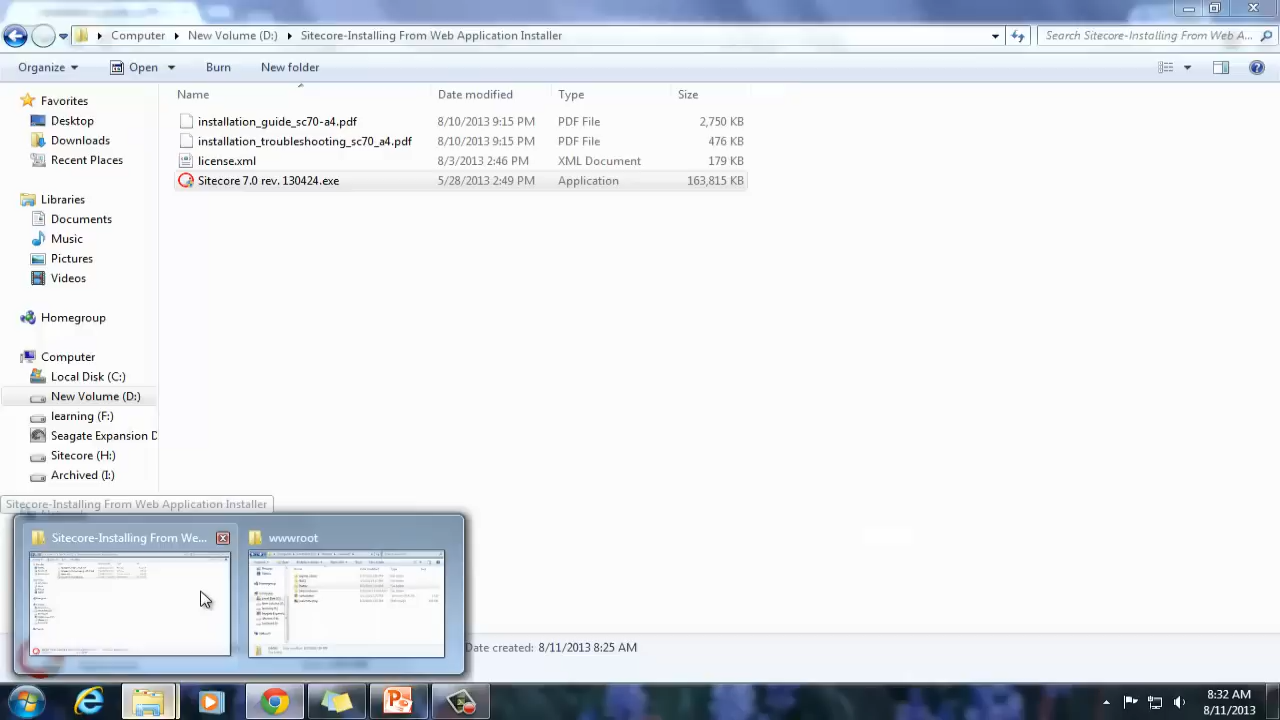 Computer ▸ New Volume (D:) ▸ Sitecore-Installing From Web Application Installer
Search Sitecore-Installing From Web A...
Organize Open Burn New folder
Name Date modified Type Size
installation_guide_sc70-a4.pdf 8/10/2013 9:15 PM PDF File 2,750 KB
installation_troubleshooting_sc70_a4.pdf 8/10/2013 9:15 PM PDF File 476 KB
license.xml 8/3/2013 2:46 PM XML Document 179 KB
Sitecore 7.0 rev. 130424.exe 5/28/2013 2:49 PM Application 163,815 KB
Favorites
Desktop
Downloads
Recent Places
Libraries
Documents
Music
Pictures
Videos
Homegroup
Computer
Local Disk (C:)
New Volume (D:)
learning (F:)
Seagate Expansion D
Sitecore (H:)
Archived (I:)
Sitecore-Installing From Web Application Installer
Sitecore-Installing From We...
wwwroot
Date created: 8/11/2013 8:25 AM
8:32 AM
8/11/2013